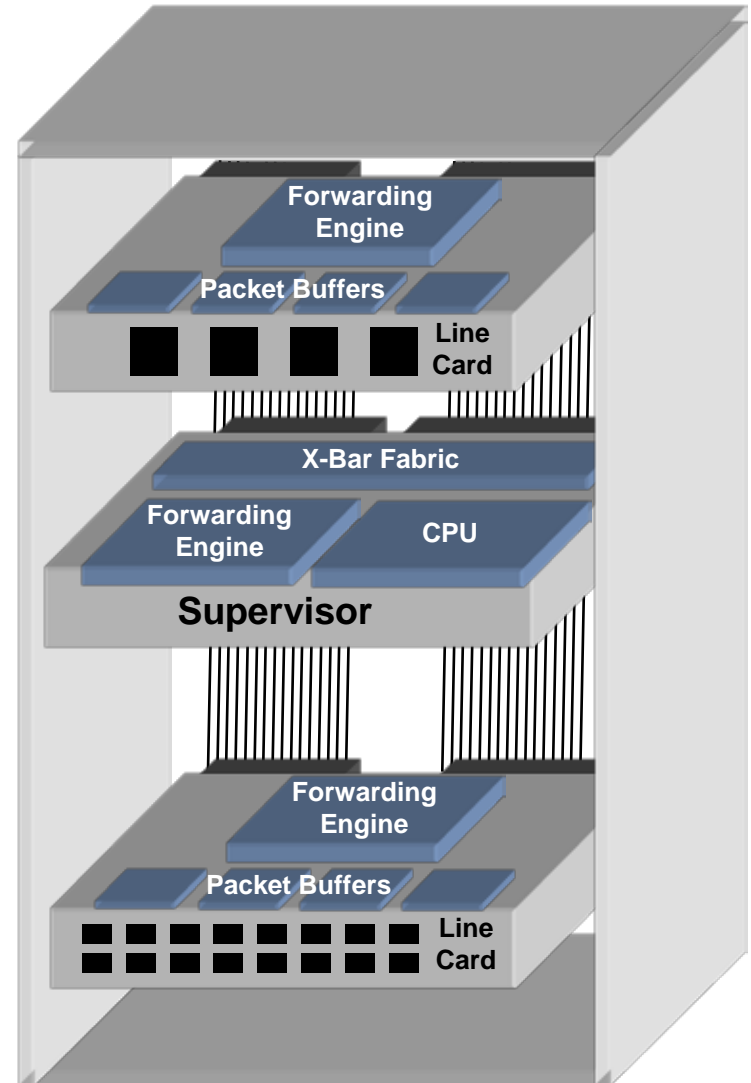 Forwarding
Engine
Packet Buffers
Line
Card
X-Bar Fabric
Forwarding
Engine
CPU
Supervisor
Forwarding
Engine
Packet Buffers
Line
Card